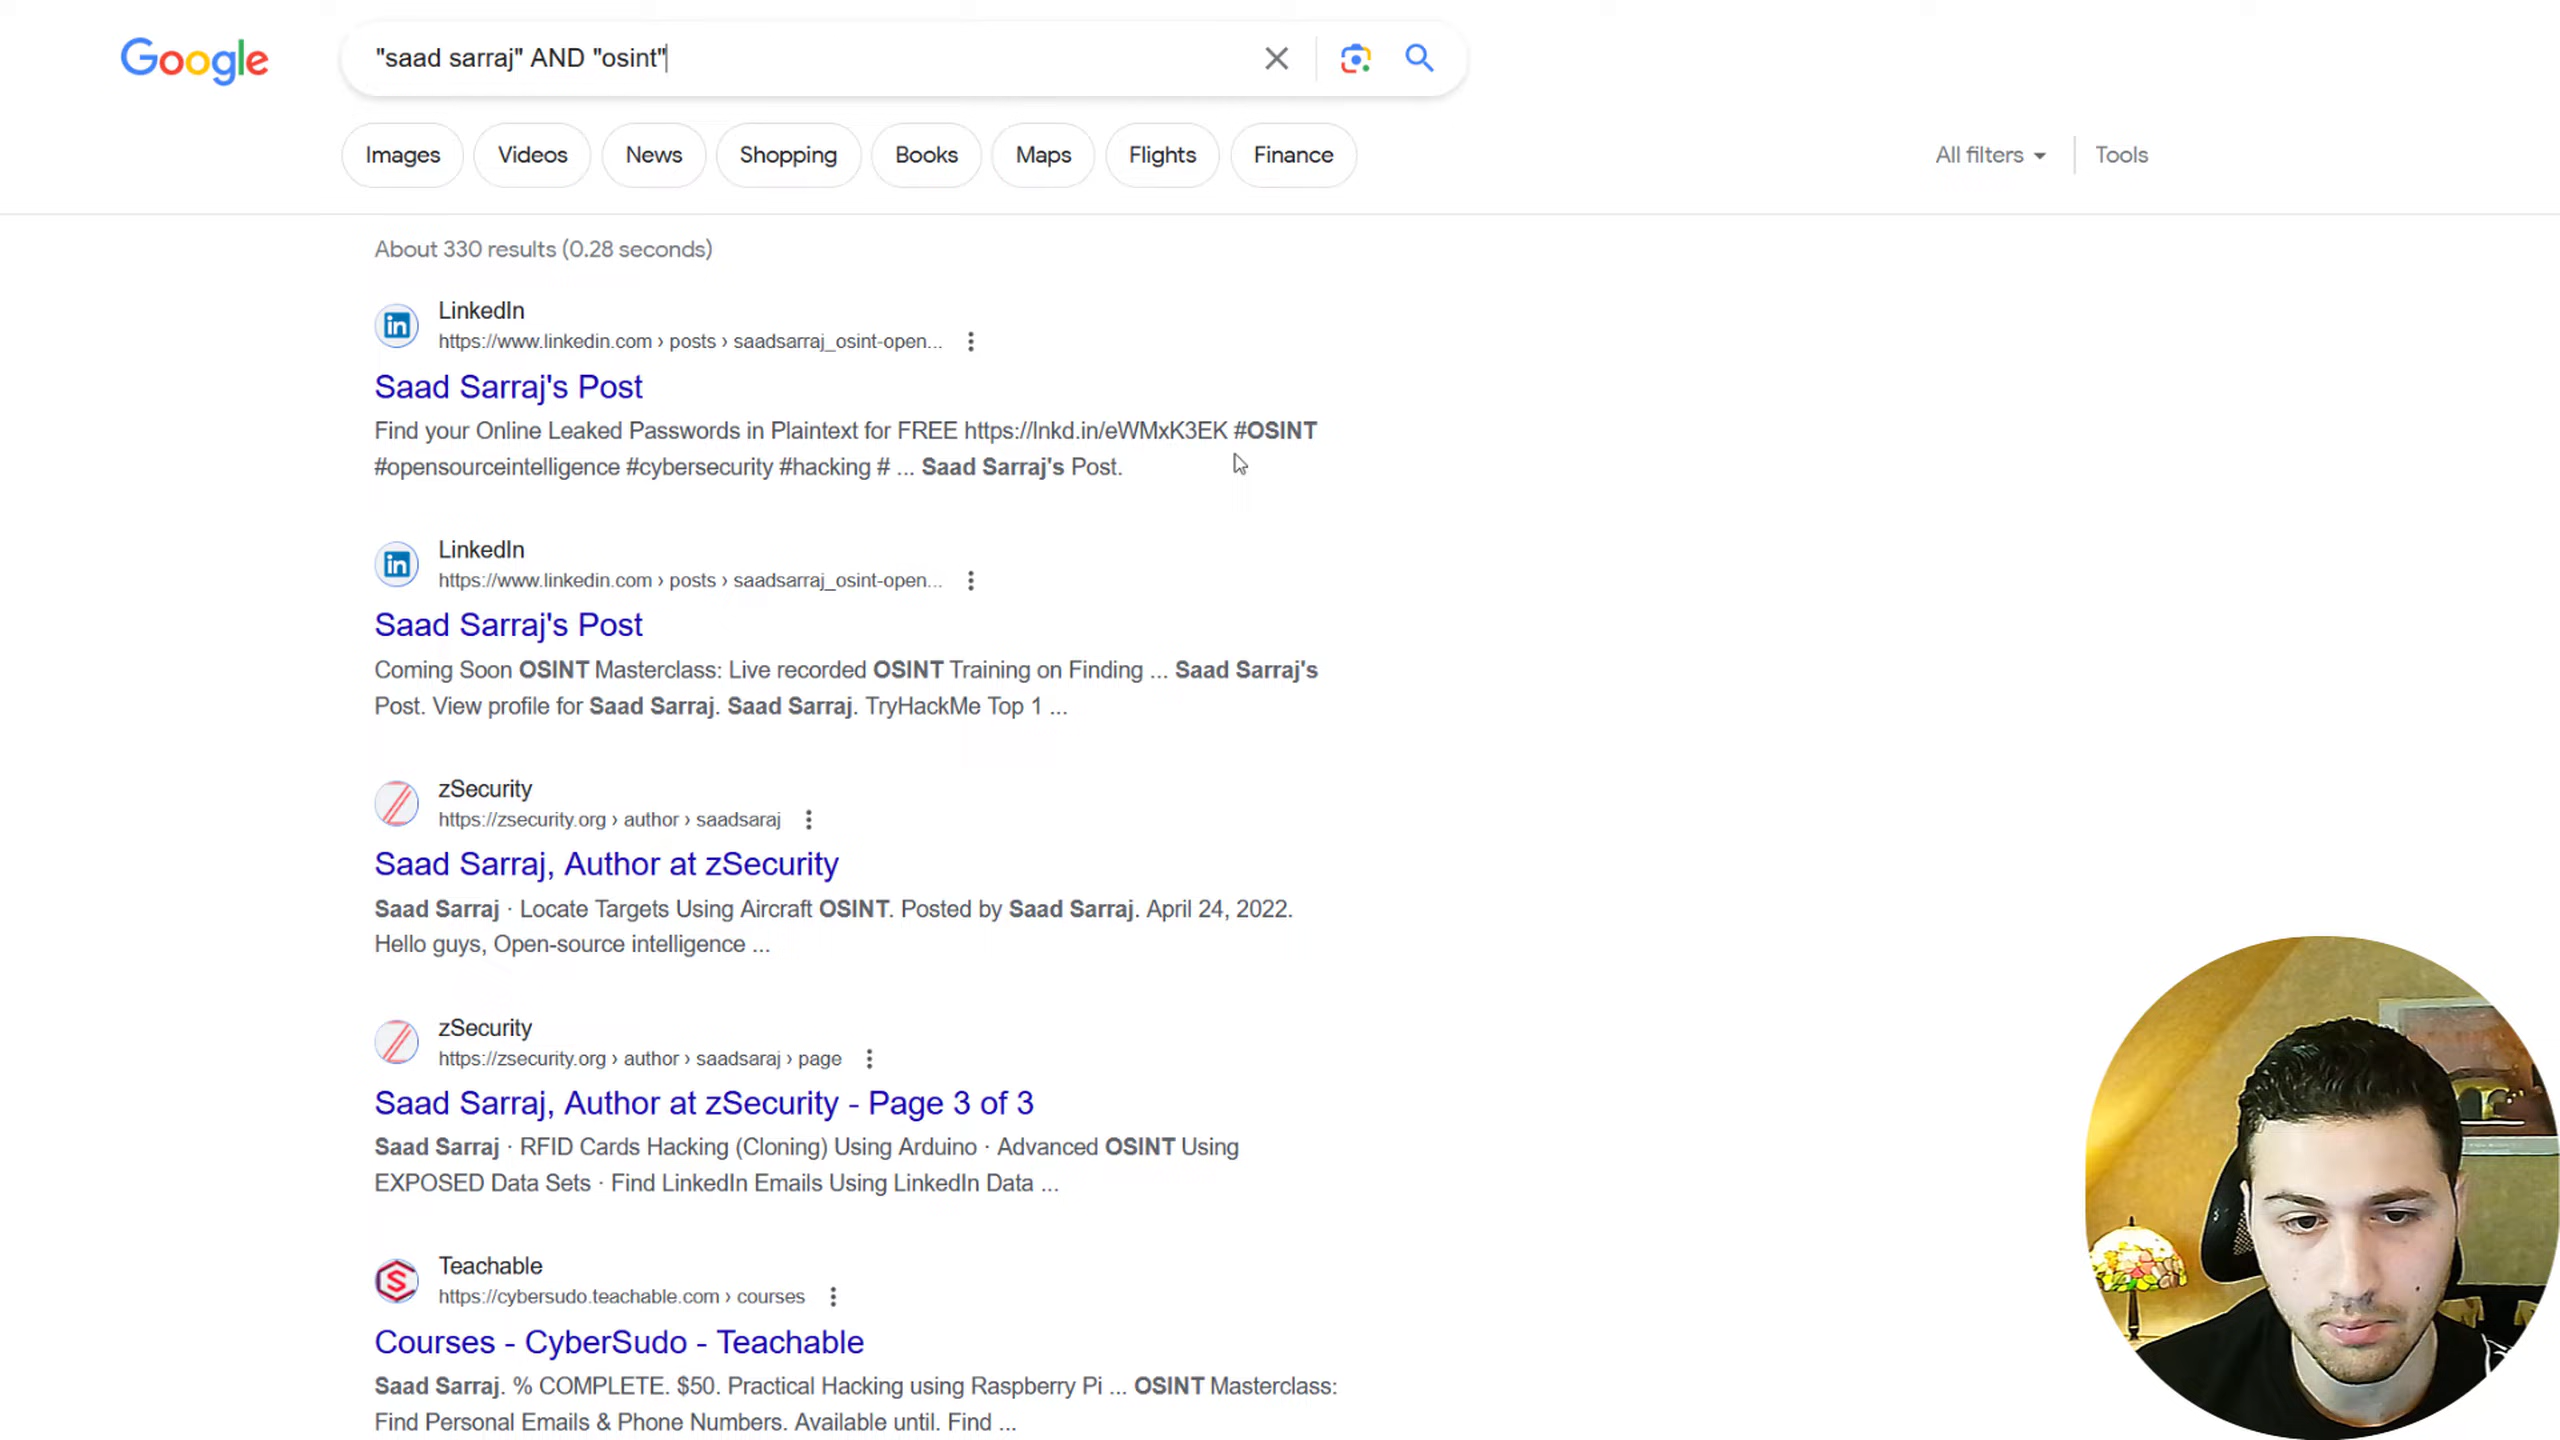 Google
"saad sarraj" AND "osint"
Images Videos News Shopping Books Maps Flights Finance All filters Tools
About 330 results (0.28 seconds)
LinkedIn
https://www.linkedin.com › posts › saadsarraj_osint-open...
Saad Sarraj's Post
Find your Online Leaked Passwords in Plaintext for FREE https://lnkd.in/eWMxK3EK #OSINT
#opensourceintelligence #cybersecurity #hacking # ... Saad Sarraj's Post.
LinkedIn
https://www.linkedin.com › posts › saadsarraj_osint-open...
Saad Sarraj's Post
Coming Soon OSINT Masterclass: Live recorded OSINT Training on Finding ... Saad Sarraj's
Post. View profile for Saad Sarraj. Saad Sarraj. TryHackMe Top 1 ...
zSecurity
https://zsecurity.org › author › saadsaraj
Saad Sarraj, Author at zSecurity
Saad Sarraj · Locate Targets Using Aircraft OSINT. Posted by Saad Sarraj. April 24, 2022.
Hello guys, Open-source intelligence ...
zSecurity
https://zsecurity.org › author › saadsaraj › page
Saad Sarraj, Author at zSecurity - Page 3 of 3
Saad Sarraj · RFID Cards Hacking (Cloning) Using Arduino · Advanced OSINT Using
EXPOSED Data Sets · Find LinkedIn Emails Using LinkedIn Data ...
Teachable
https://cybersudo.teachable.com › courses
Courses - CyberSudo - Teachable
Saad Sarraj. % COMPLETE. $50. Practical Hacking using Raspberry Pi ... OSINT Masterclass:
Find Personal Emails & Phone Numbers. Available until. Find ...